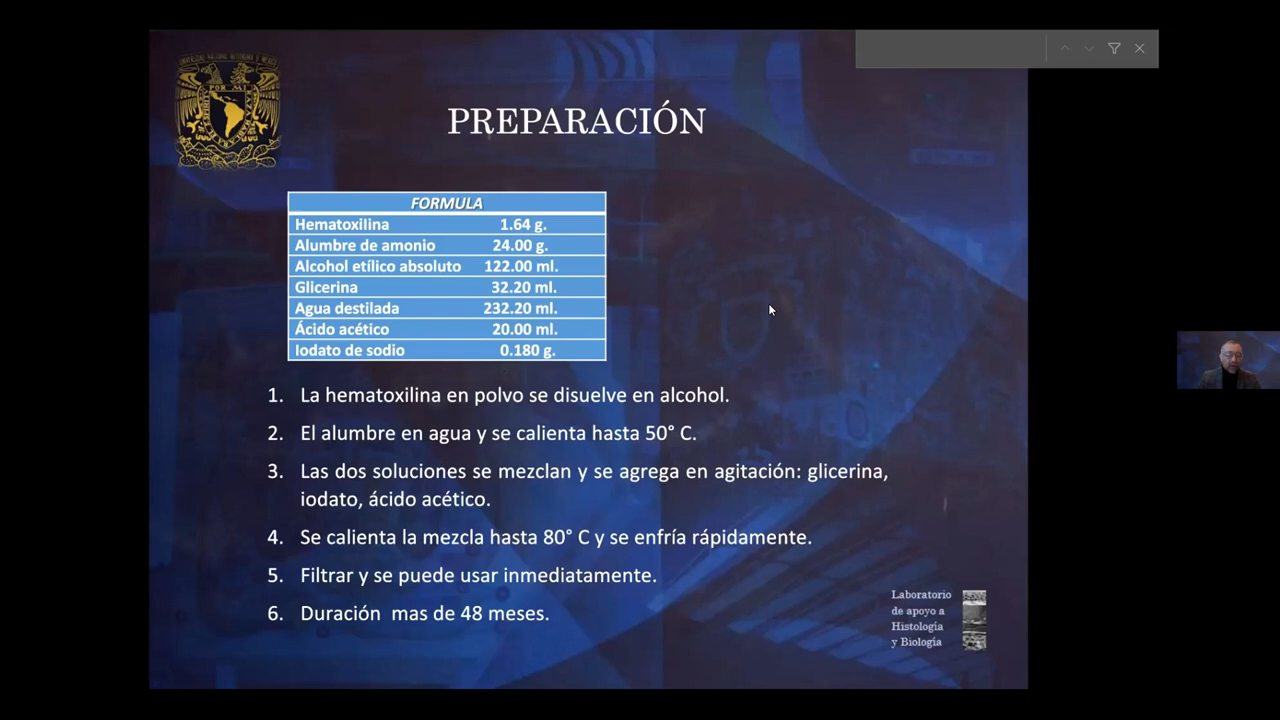 POR MI
PREPARACIÓN
FORMULA
Hematoxilina 1.64 g.
Alumbre de amonio 24.00 g.
Alcohol etílico absoluto 122.00 ml.
Glicerina 32.20 ml.
Agua destilada 232.20 ml.
Ácido acético 20.00 ml.
Iodato de sodio 0.180 g.
1. La hematoxilina en polvo se disuelve en alcohol.
2. El alumbre en agua y se calienta hasta 50° C.
3. Las dos soluciones se mezclan y se agrega en agitación: glicerina,
iodato, ácido acético.
4. Se calienta la mezcla hasta 80° C y se enfría rápidamente.
5. Filtrar y se puede usar inmediatamente.
6. Duración mas de 48 meses.
Laboratorio
de apoyo a
Histología
y Biología